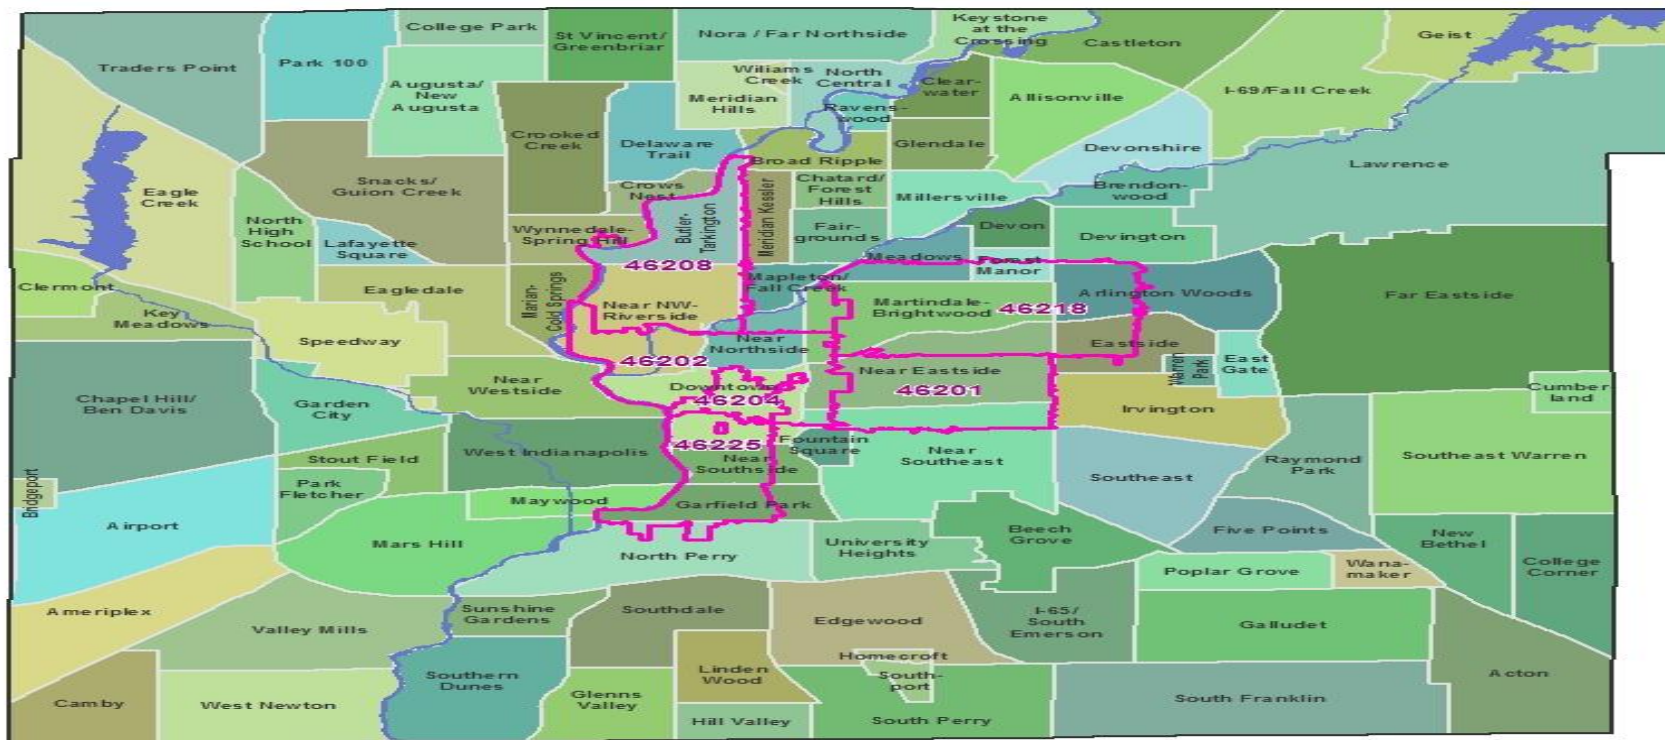 College Park
St Vincent/
Greenbriar
Nora / Far Northside
Keystone
at the
Crossing
Castleton
Geist
Traders Point
Park 100
Augusta/
New
Augusta
Wiliams
Creek
North
Central
Clear-
water
Meridian
Hills
Ravens-
wood
Allisonville
I-69/Fall Creek
Crooked
Creek
Delaware
Trail
Broad Ripple
Glendale
Devonshire
Lawrence
Eagle
Creek
Snacks/
Guion Creek
Crows
Nest
Chatard/
Forest
Hills
Millersville
Brendon-
wood
North
High
School
Lafayette
Square
Wynnedale-
Spring Hill
Butler-
Tarkington
Meridian Kessler
Fair-
grounds
Devon
Devington
Clermont
Eagledale
46208
Meadows
Forest
Manor
Mapleton/
Fall Creek
Arlington Woods
Far Eastside
Key
Meadows
Marian-
Cold Springs
Near NW-
Riverside
Martindale-
Brightwood
46218
Speedway
46202
Near
Northside
Eastside
Warren
Park
East
Gate
Chapel Hill/
Ben Davis
Garden
City
Near
Westside
Downtown
46204
Near Eastside
46201
Irvington
Cumber
land
Stout Field
West Indianapolis
46225
Near
Southside
Fountain
Square
Near
Southeast
Southeast
Raymond
Park
Southeast Warren
Bridgeport
Airport
Park
Fletcher
Maywood
Garfield Park
Mars Hill
North Perry
University
Heights
Beech
Grove
Five Points
New
Bethel
College
Corner
Poplar Grove
Wana-
maker
Ameriplex
Valley Mills
Sunshine
Gardens
Southdale
Edgewood
I-65/
South
Emerson
Galludet
Homecroft
Camby
West Newton
Southern
Dunes
Glenns
Valley
Linden
Wood
South-
port
South Franklin
Acton
Hill Valley
South Perry